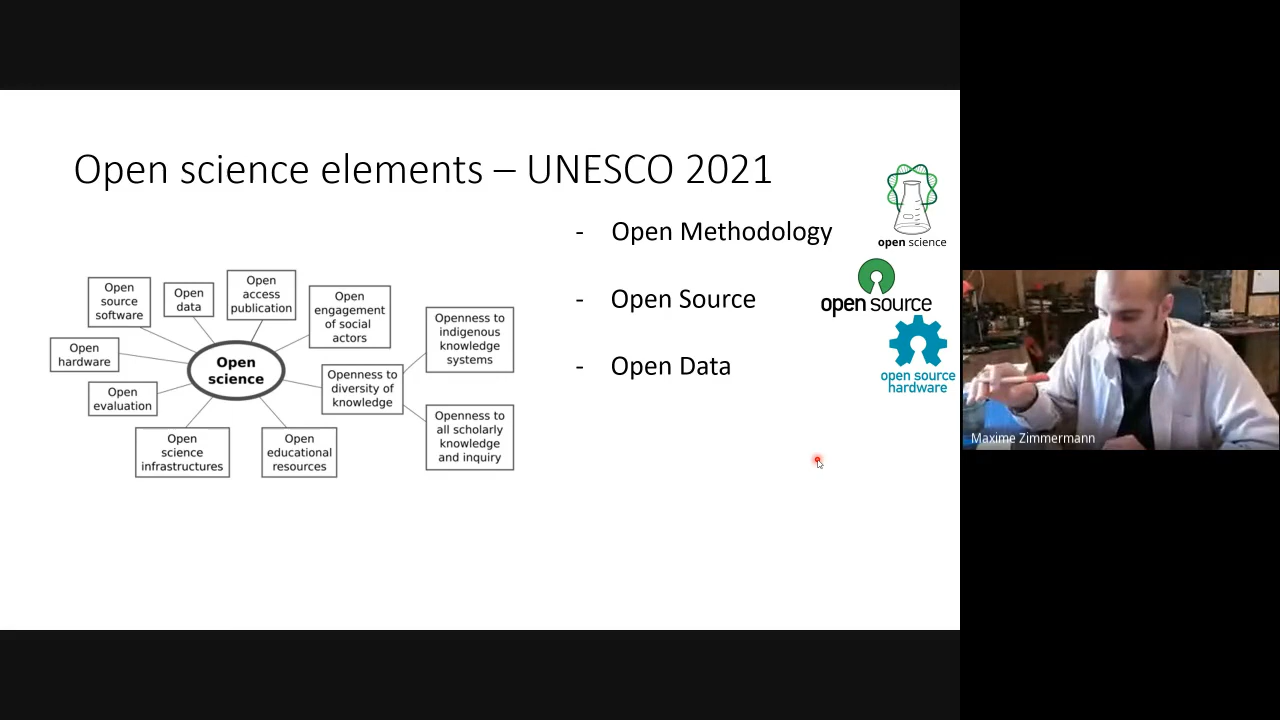 Open science elements – UNESCO 2021
- Open Methodology
- Open Source
- Open Data
open science
open source
open source
hardware
Open
source
software
Open
data
Open
access
publication
Open
engagement
of social
actors
Openness to
indigenous
knowledge
systems
Open
hardware
Open
science
Openness to
diversity of
knowledge
Open
evaluation
Openness to
all scholarly
knowledge
and inquiry
Open
science
infrastructures
Open
educational
resources
Maxime Zimmermann